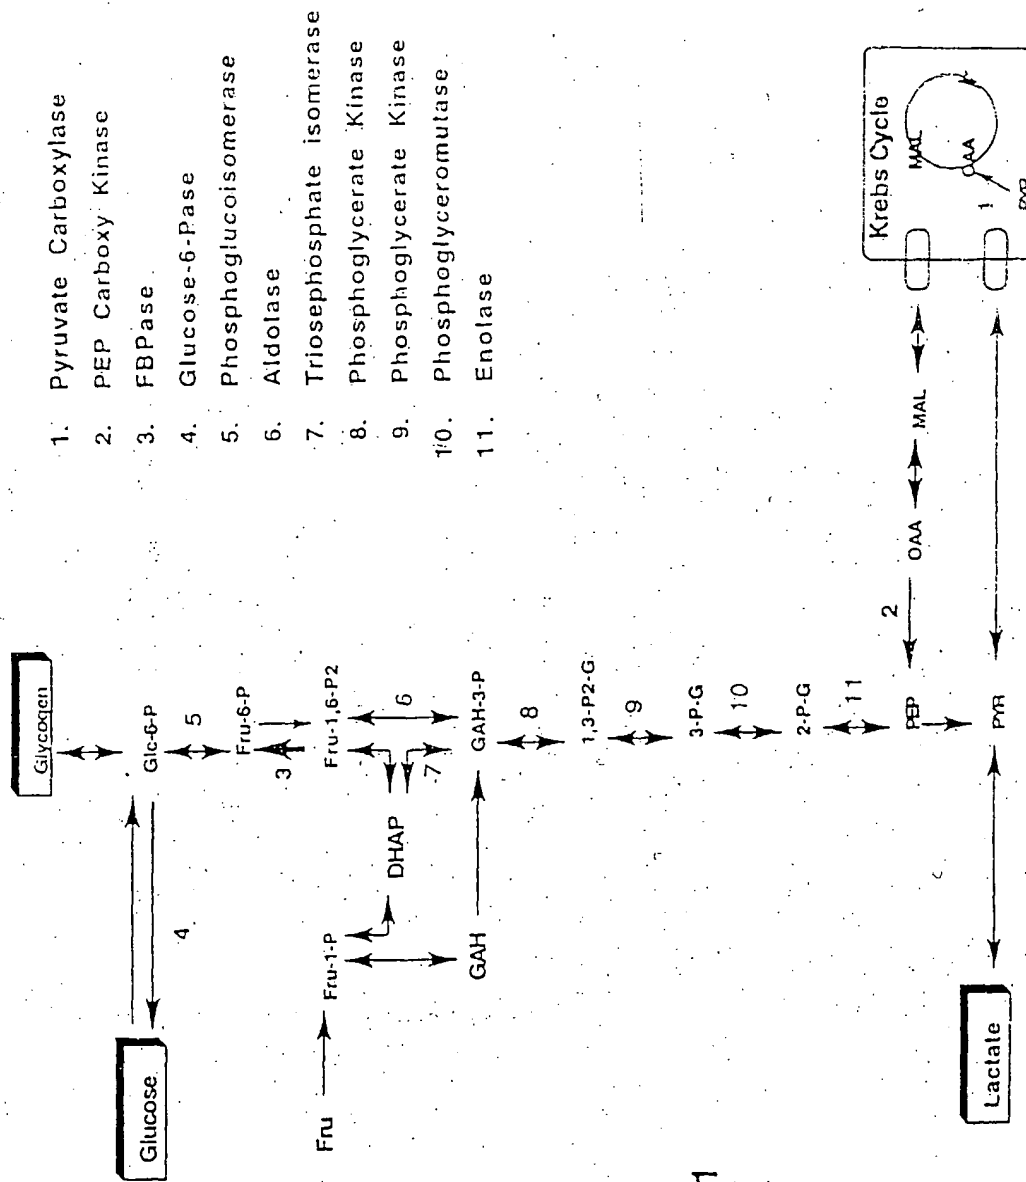 Glycogen
Glucose
Glc-6-P
4
5
Fru-6-P
3
Fru
Fru-1-P
Fru-1,6-P2
DHAP
6
7
GAH
GAH-3-P
8
1,3-P2-G
9
3-P-G
10
2-P-G
11
PEP
2
OAA
MAL
Lactate
PYR
Krebs Cycle
MAL
OAA
1
PYR
1. Pyruvate Carboxylase
2. PEP Carboxy Kinase
3. FBPase
4. Glucose-6-Pase
5. Phosphoglucoisomerase
6. Aldolase
7. Triosephosphate isomerase
8. Phosphoglycerate Kinase
9. Phosphoglycerate Kinase
10. Phosphoglyceromutase
11. Enolase